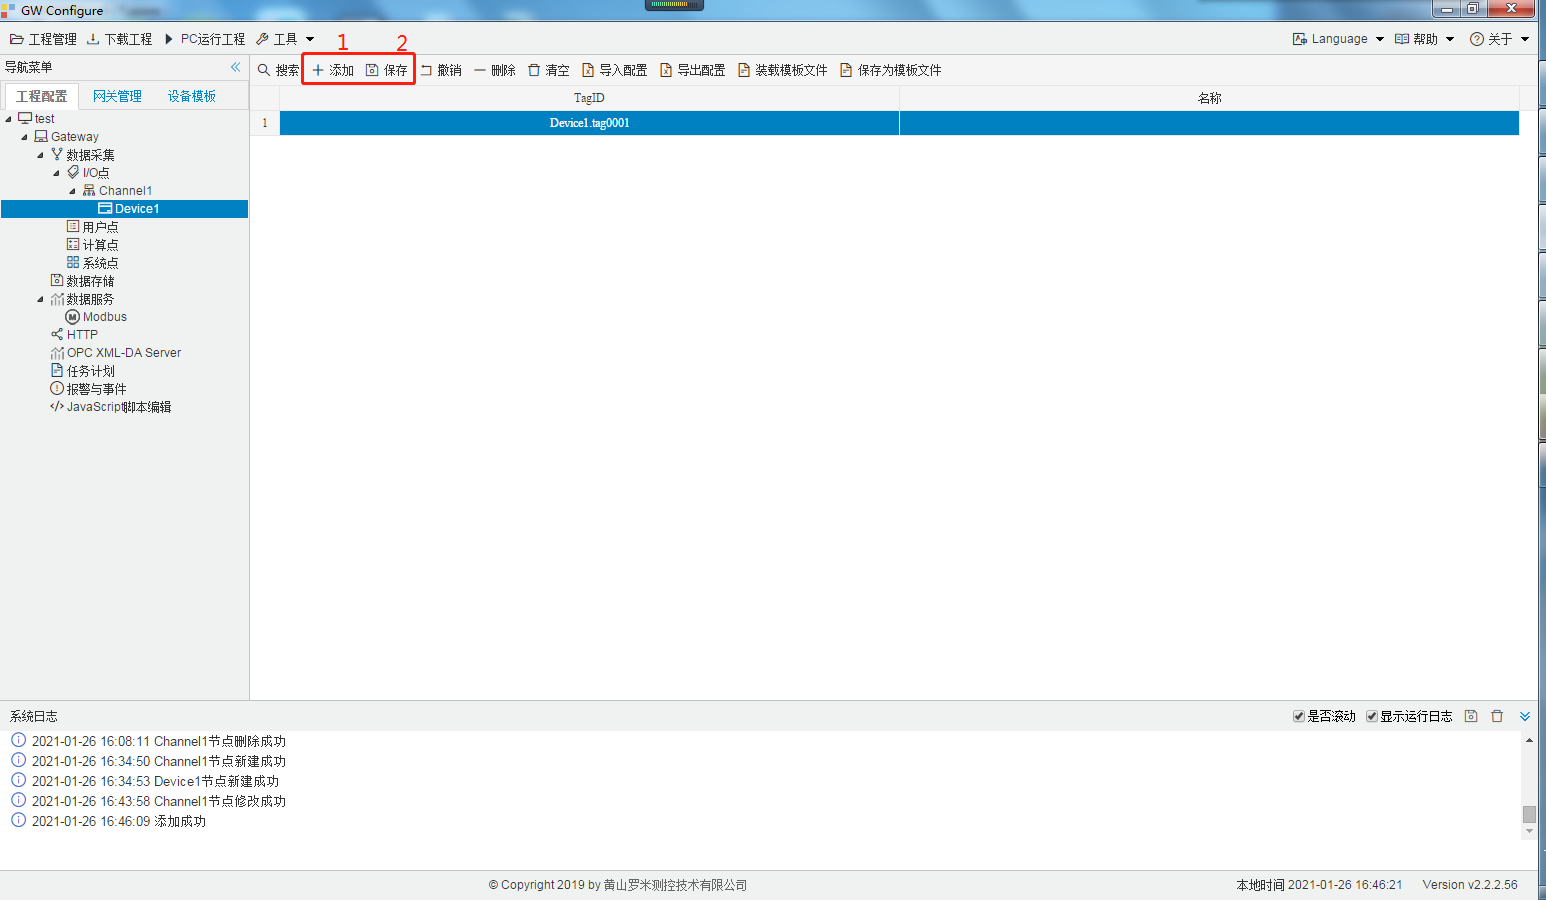 GW Configure
工程管理 下载工程 PC运行工程 工具 Language 帮助 关于
1 2
导航菜单
搜索 添加 保存 撤销 删除 清空 导入配置 导出配置 装载模板文件 保存为模板文件
工程配置 网关管理 设备模板
TagID 名称
1 Device1.tag0001
test
Gateway
数据采集
I/O点
Channel1
Device1
用户点
计算点
系统点
数据存储
数据服务
Modbus
HTTP
OPC XML-DA Server
任务计划
报警与事件
JavaScript脚本编辑
系统日志 是否滚动 显示运行日志
2021-01-26 16:08:11 Channel1节点删除成功
2021-01-26 16:34:50 Channel1节点新建成功
2021-01-26 16:34:53 Device1节点新建成功
2021-01-26 16:43:58 Channel1节点修改成功
2021-01-26 16:46:09 添加成功
© Copyright 2019 by 黄山罗米测控技术有限公司 本地时间 2021-01-26 16:46:21 Version v2.2.2.56